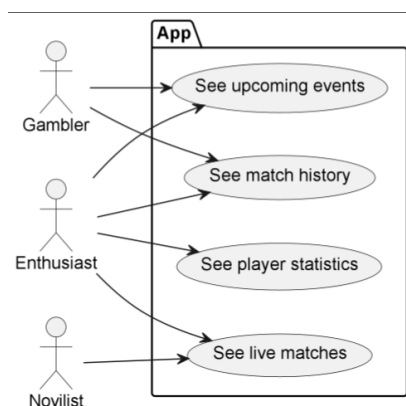 App
See upcoming events
Gambler
See match history
Enthusiast
See player statistics
See live matches
Novilist